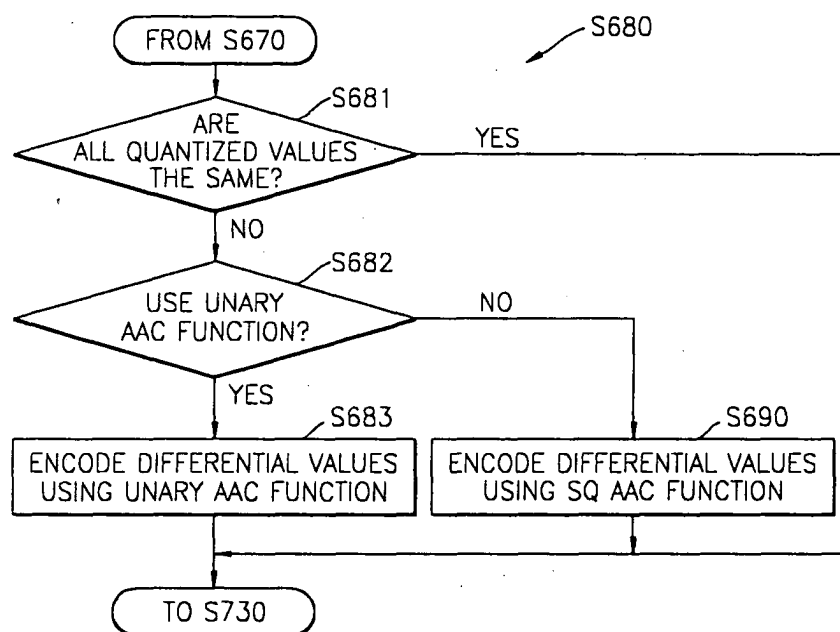 FROM S670
S680
S681
ARE
ALL QUANTIZED VALUES
THE SAME?
YES
NO
S682
USE UNARY
AAC FUNCTION?
NO
YES
S683
ENCODE DIFFERENTIAL VALUES
USING UNARY AAC FUNCTION
S690
ENCODE DIFFERENTIAL VALUES
USING SQ AAC FUNCTION
TO S730